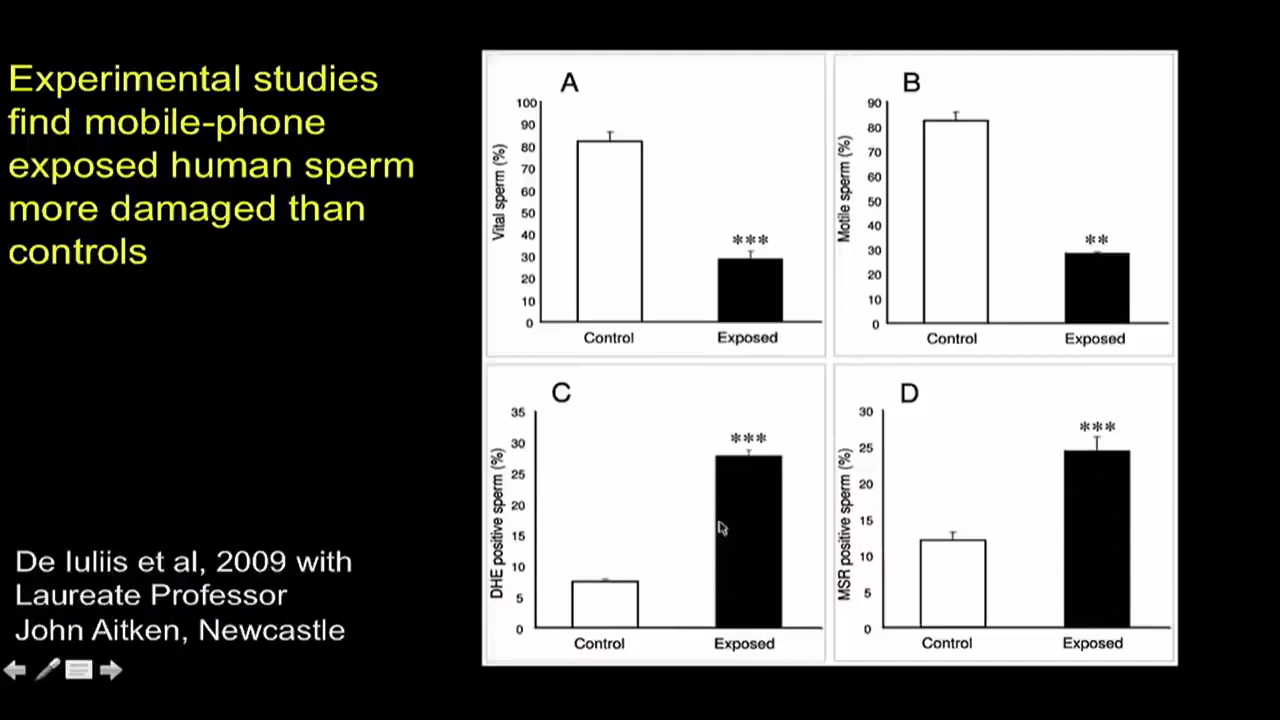 Experimental studies
find mobile-phone
exposed human sperm
more damaged than
controls
De Iuliis et al, 2009 with
Laureate Professor
John Aitken, Newcastle
A
Vital sperm (%)
100
90
80
70
60
50
40
30
20
10
0
***
Control
Exposed
B
Motile sperm (%)
90
80
70
60
50
40
30
20
10
0
**
Control
Exposed
C
DHE positive sperm (%)
35
30
25
20
15
10
5
0
***
Control
Exposed
D
MSR positive sperm (%)
30
25
20
15
10
5
0
***
Control
Exposed